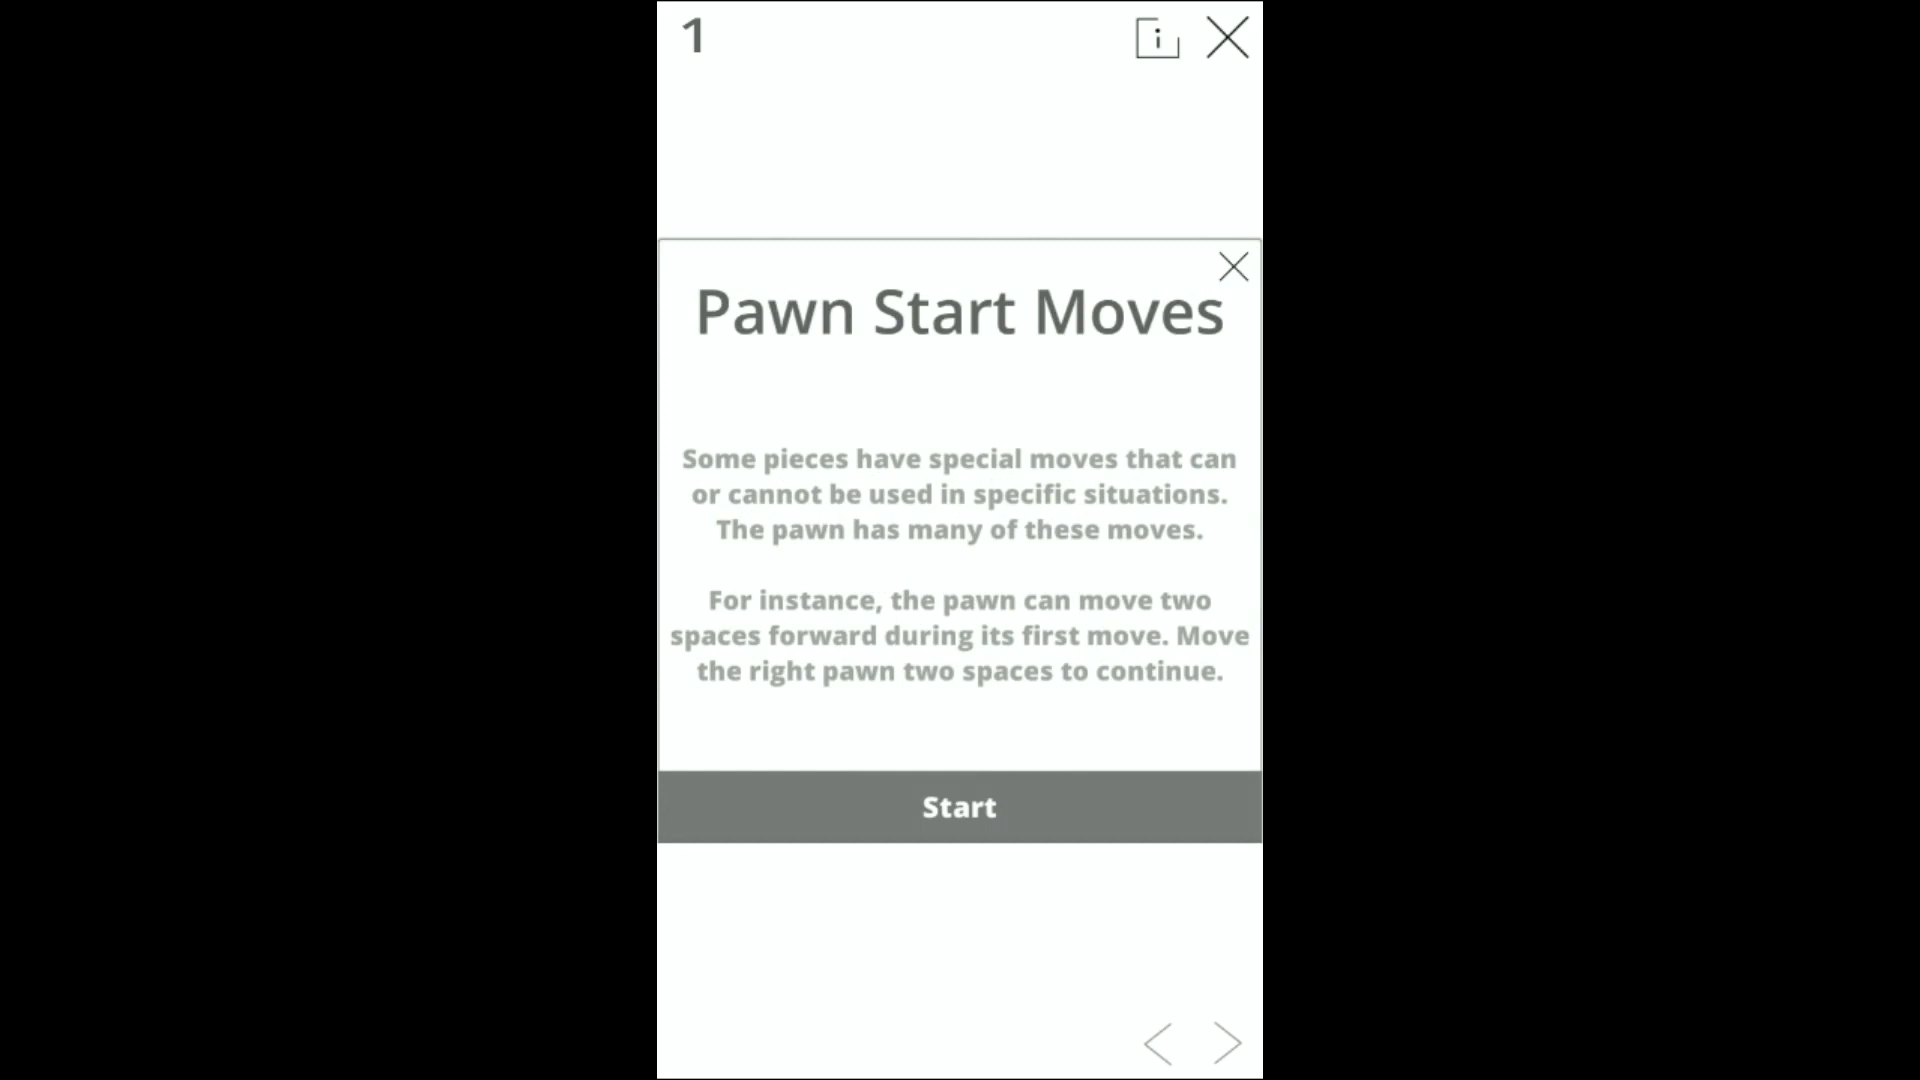 1
i
Pawn Start Moves
Some pieces have special moves that can
or cannot be used in specific situations.
The pawn has many of these moves.
For instance, the pawn can move two
spaces forward during its first move. Move
the right pawn two spaces to continue.
Start